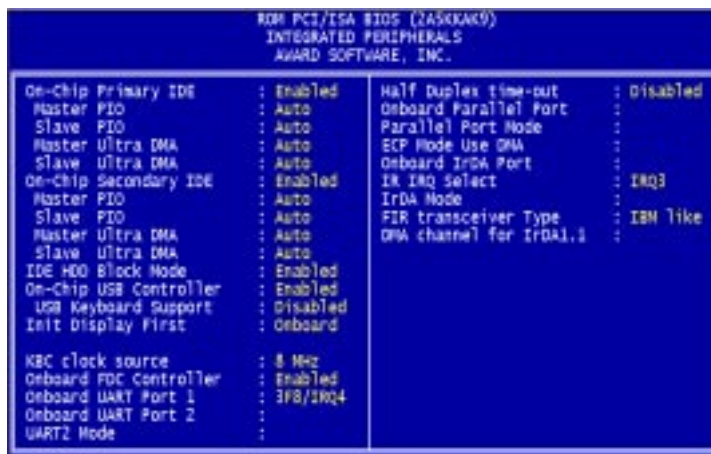 ROM PCI/ISA BIOS (2A5KKAK9)
INTEGRATED PERIPHERALS
AWARD SOFTWARE, INC.
On-Chip Primary IDE : Enabled
Master PIO : Auto
Slave PIO : Auto
Master Ultra DMA : Auto
Slave Ultra DMA : Auto
On-Chip Secondary IDE : Enabled
Master PIO : Auto
Slave PIO : Auto
Master Ultra DMA : Auto
Slave Ultra DMA : Auto
IDE HDD Block Mode : Enabled
On-Chip USB Controller : Enabled
USB Keyboard Support : Disabled
Init Display First : Onboard
KBC clock source : 8 MHz
Onboard FDC Controller : Enabled
Onboard UART Port 1 : 3F8/IRQ4
Onboard UART Port 2 :
UART2 Mode :
Half Duplex time-out : Disabled
Onboard Parallel Port :
Parallel Port Mode :
ECP Mode Use DMA :
Onboard IrDA Port :
IR IRQ Select : IRQ3
IrDA Mode :
FIR transceiver Type : IBM like
DMA channel for IrDA1.1 :